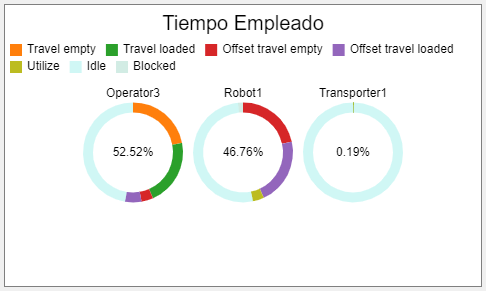 Tiempo Empleado
Travel empty Travel loaded Offset travel empty Offset travel loaded
Utilize Idle Blocked
Operator3 Robot1 Transporter1
52.52% 46.76% 0.19%